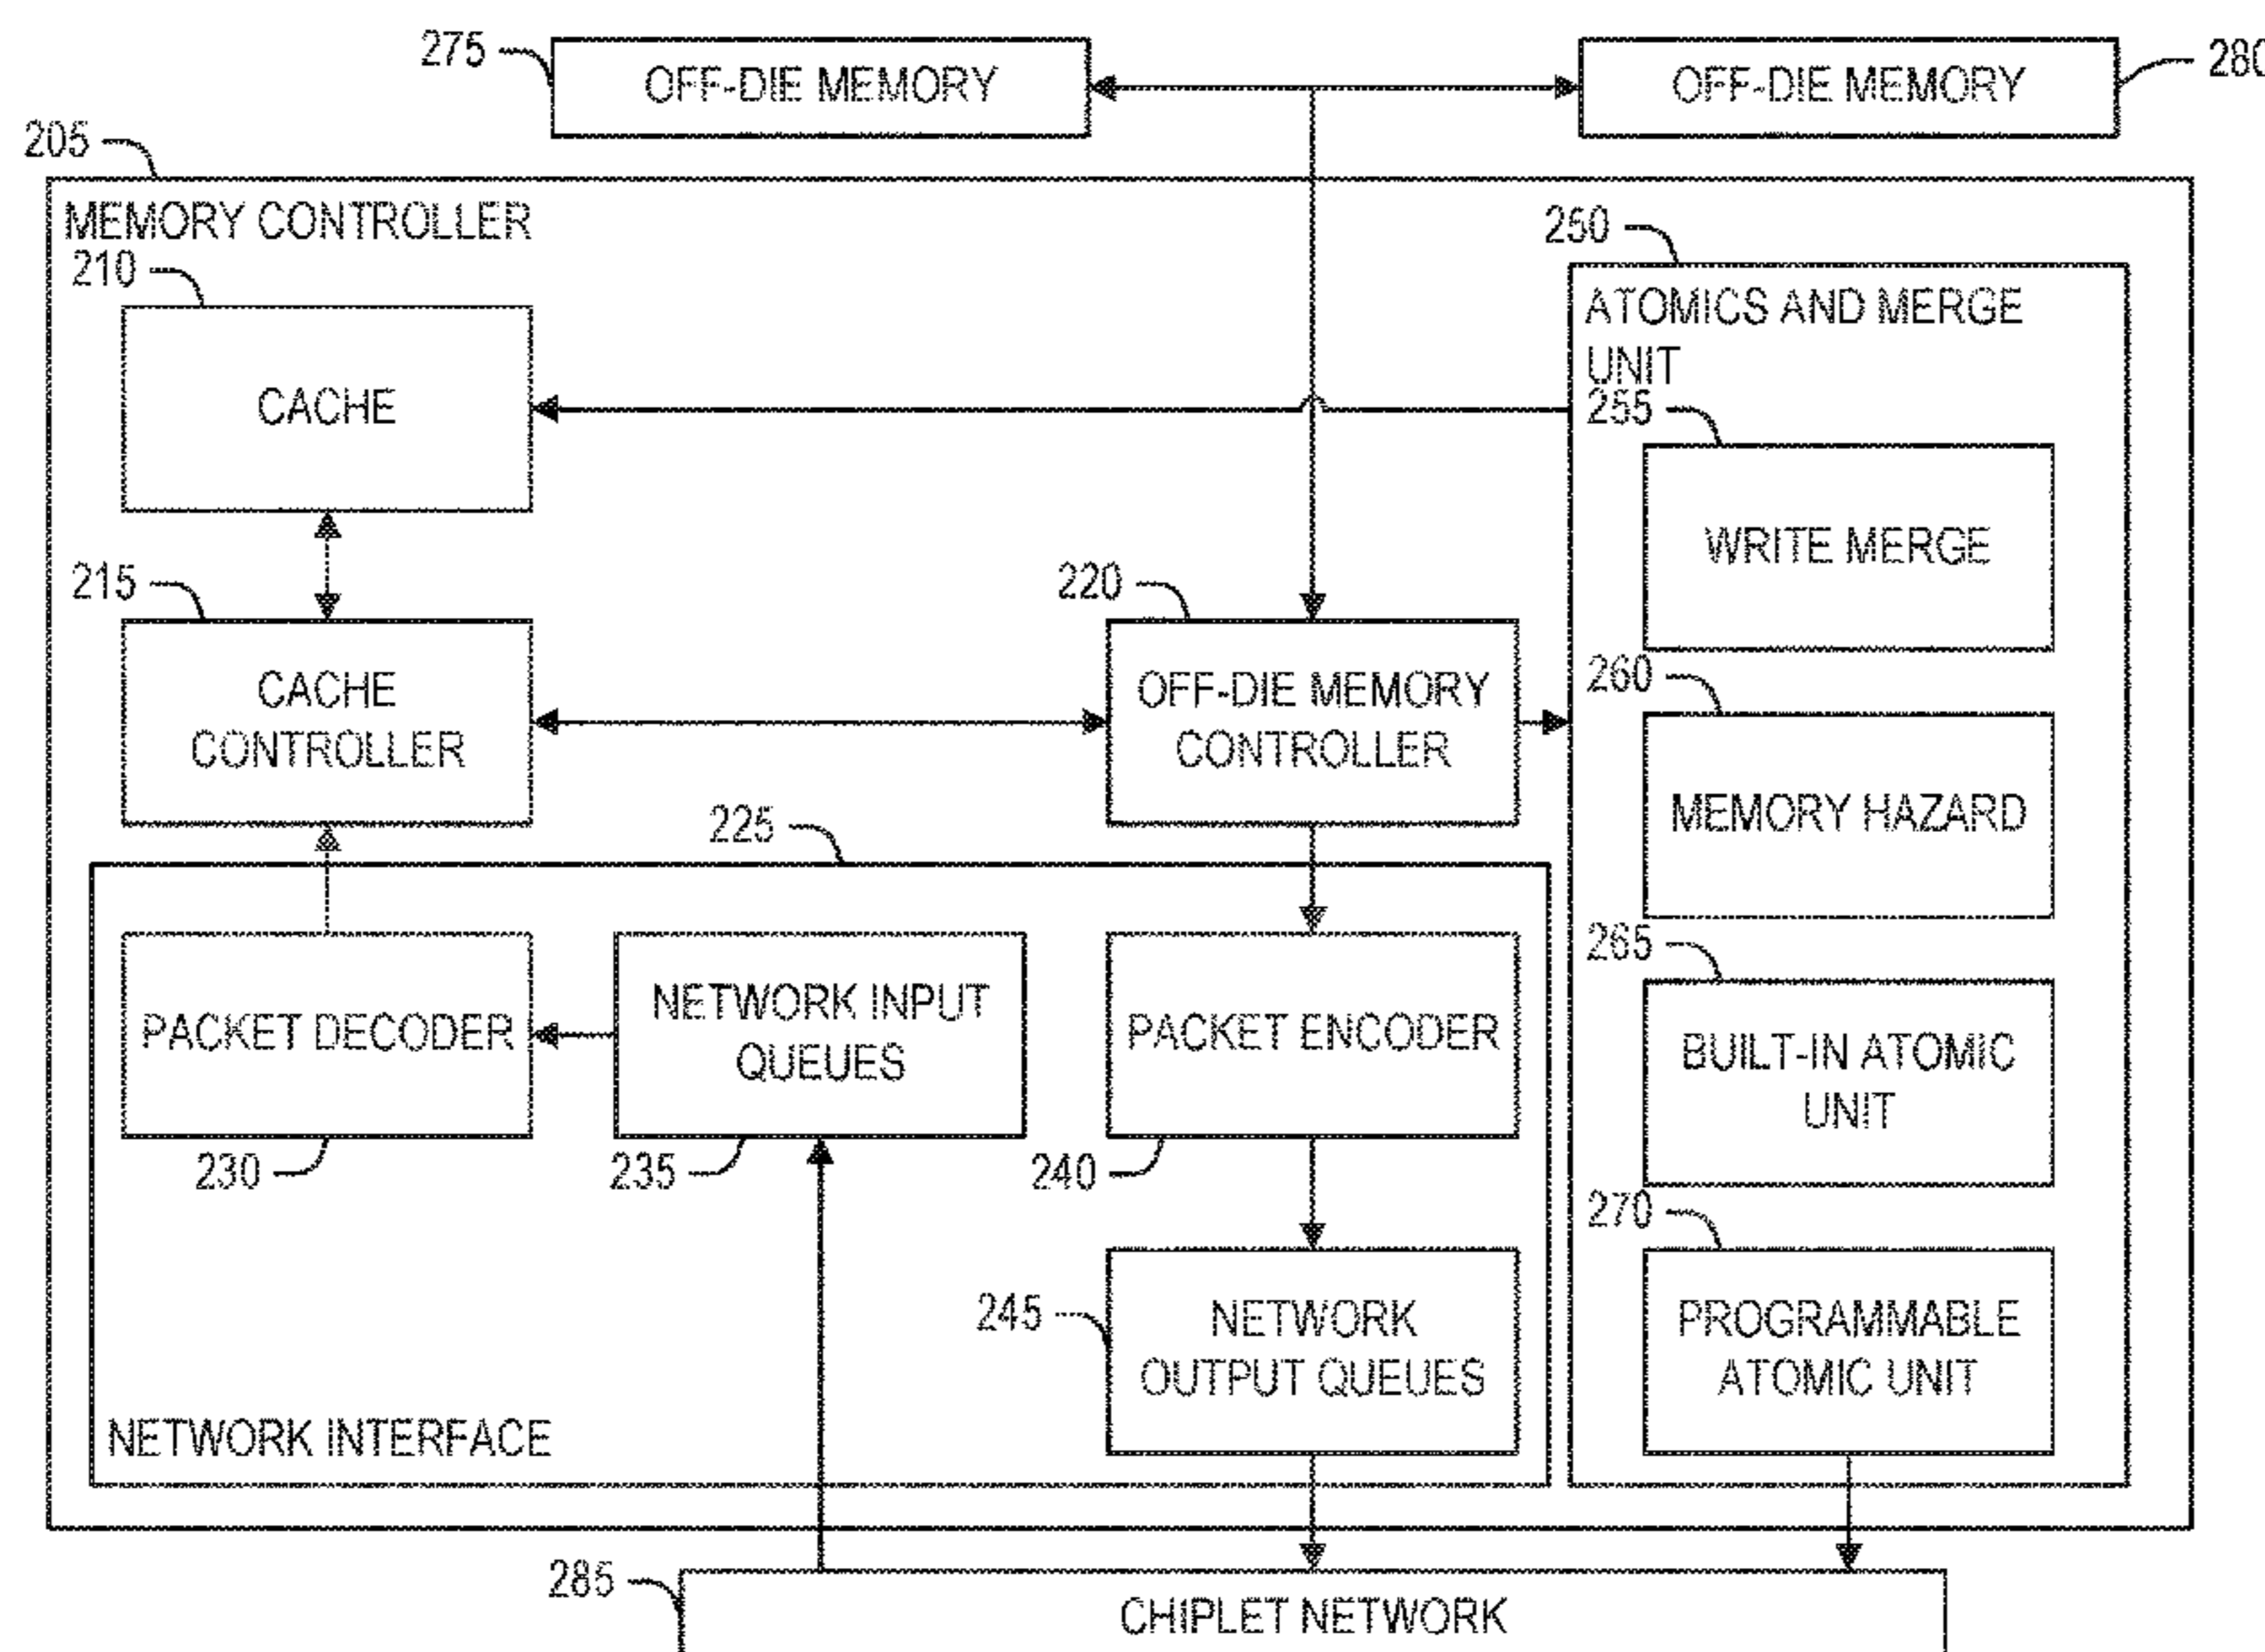 275
OFF-DIE MEMORY
OFF-DIE MEMORY
280
205
MEMORY CONTROLLER
210
250
ATOMICS AND MERGE
UNIT
CACHE
255
WRITE MERGE
215
220
CACHE
CONTROLLER
OFF-DIE MEMORY
CONTROLLER
260
MEMORY HAZARD
225
265
PACKET DECODER
NETWORK INPUT
QUEUES
PACKET ENCODER
BUILT-IN ATOMIC
UNIT
230
235
240
270
245
NETWORK
OUTPUT QUEUES
PROGRAMMABLE
ATOMIC UNIT
NETWORK INTERFACE
285
CHIPLET NETWORK